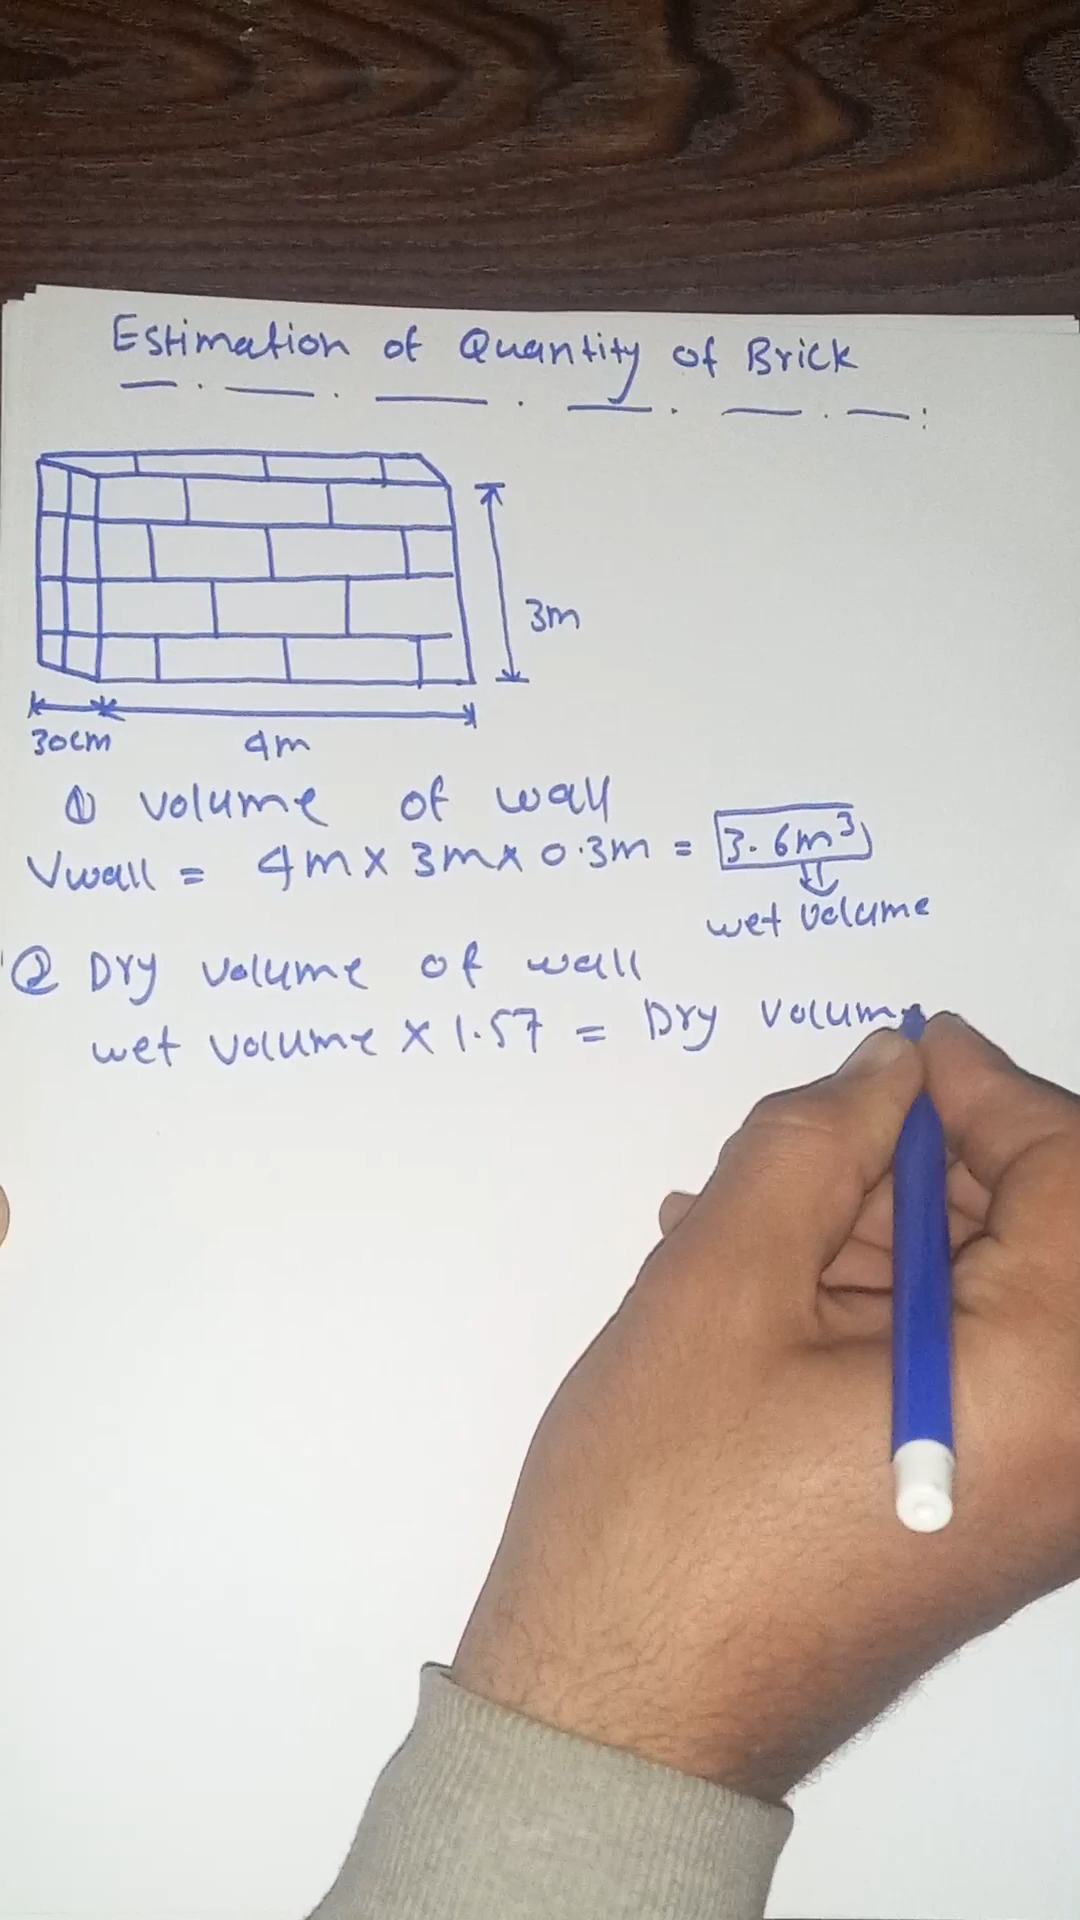 Estimation of Quantity of Brick
3m
30cm 4m
① volume of wall
Vwall = 4m x 3m x 0.3m = 3.6m³
wet volume
② Dry volume of wall
wet volume x 1.57 = Dry volume